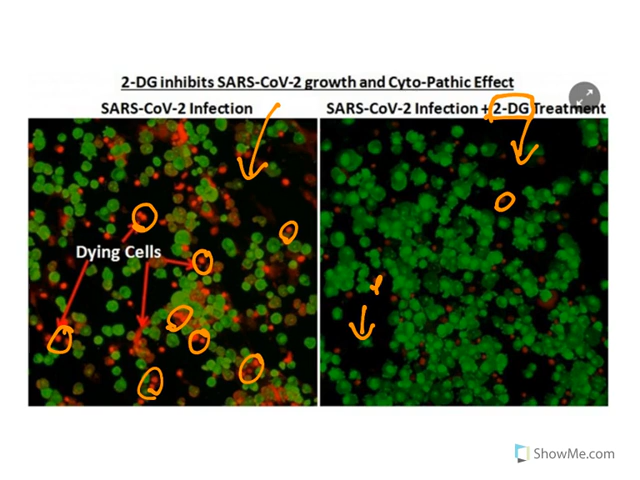 2-DG inhibits SARS-CoV-2 growth and Cyto-Pathic Effect
SARS-CoV-2 Infection
SARS-CoV-2 Infection + 2-DG Treatment
Dying Cells
ShowMe.com